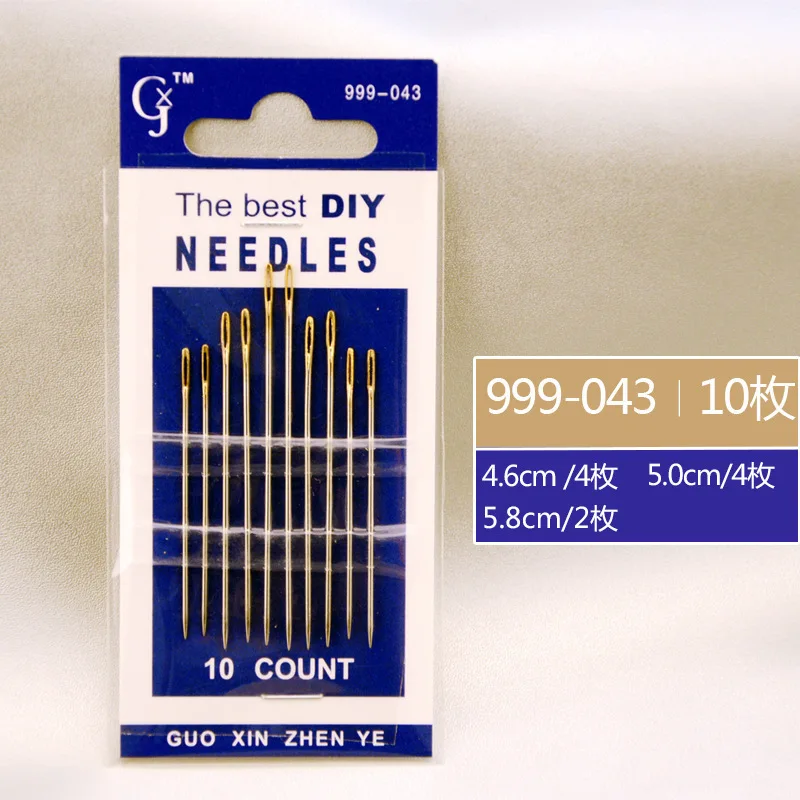 GXJ™
999-043
The best DIY
NEEDLES
10 COUNT
GUO XIN ZHEN YE
999-043 | 10枚
4.6cm /4枚 5.0cm/4枚
5.8cm/2枚